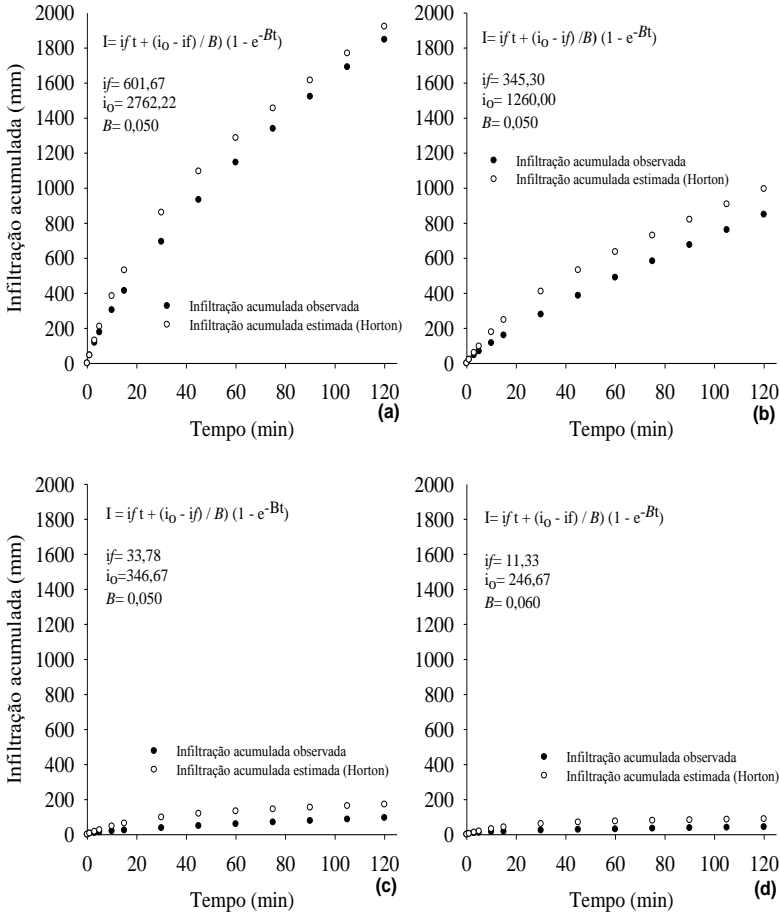 Infiltração acumulada (mm)
2000
1800
1600
1400
1200
1000
800
600
400
200
0
I= if t + (io - if) / B) (1 - e-Bt)
if= 601,67
io= 2762,22
B= 0,050
Infiltração acumulada observada
Infiltração acumulada estimada (Horton)
0 20 40 60 80 100 120
Tempo (min)
(a)
2000
1800
1600
1400
1200
1000
800
600
400
200
0
I= if t + (io - if) /B) (1 - e-Bt)
if= 345,30
io= 1260,00
B= 0,050
Infiltração acumulada observada
Infiltração acumulada estimada (Horton)
0 20 40 60 80 100 120
Tempo (min)
(b)
Infiltração acumulada (mm)
2000
1800
1600
1400
1200
1000
800
600
400
200
0
I = if t + (io - if) / B) (1 - e-Bt)
if= 33,78
io=346,67
B= 0,050
Infiltração acumulada observada
Infiltração acumulada estimada (Horton)
0 20 40 60 80 100 120
Tempo (min)
(c)
2000
1800
1600
1400
1200
1000
800
600
400
200
0
I= if t + (io - if) / B) (1 - e-Bt)
if= 11,33
io= 246,67
B= 0,060
Infiltração acumulada observada
Infiltração acumulada estimada (Horton)
0 20 40 60 80 100 120
Tempo (min)
(d)